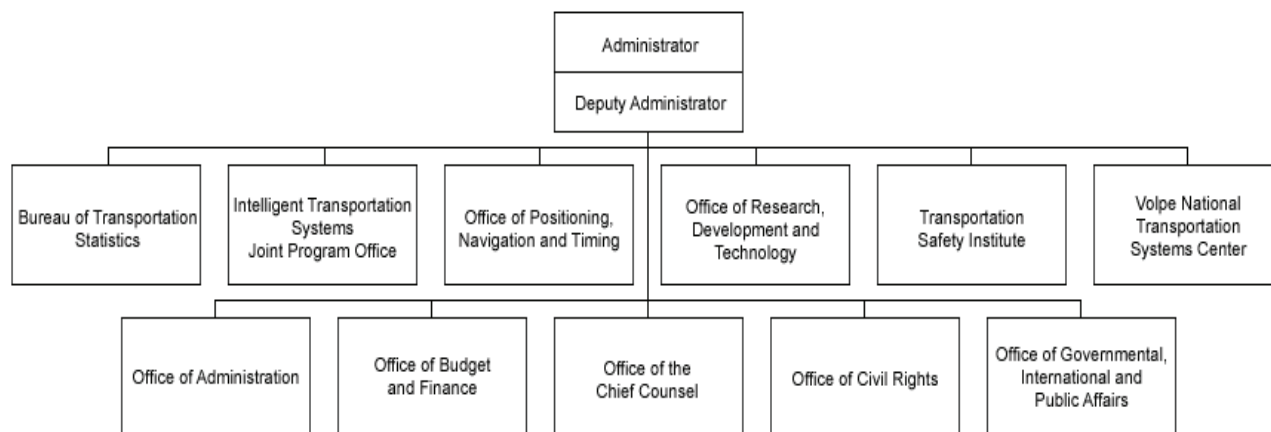 Administrator
Deputy Administrator
Bureau of Transportation
Statistics
Intelligent Transportation
Systems
Joint Program Office
Office of Positioning,
Navigation and Timing
Office of Research,
Development and
Technology
Transportation
Safety Institute
Volpe National
Transportation
Systems Center
Office of Administration
Office of Budget
and Finance
Office of the
Chief Counsel
Office of Civil Rights
Office of Governmental,
International and
Public Affairs